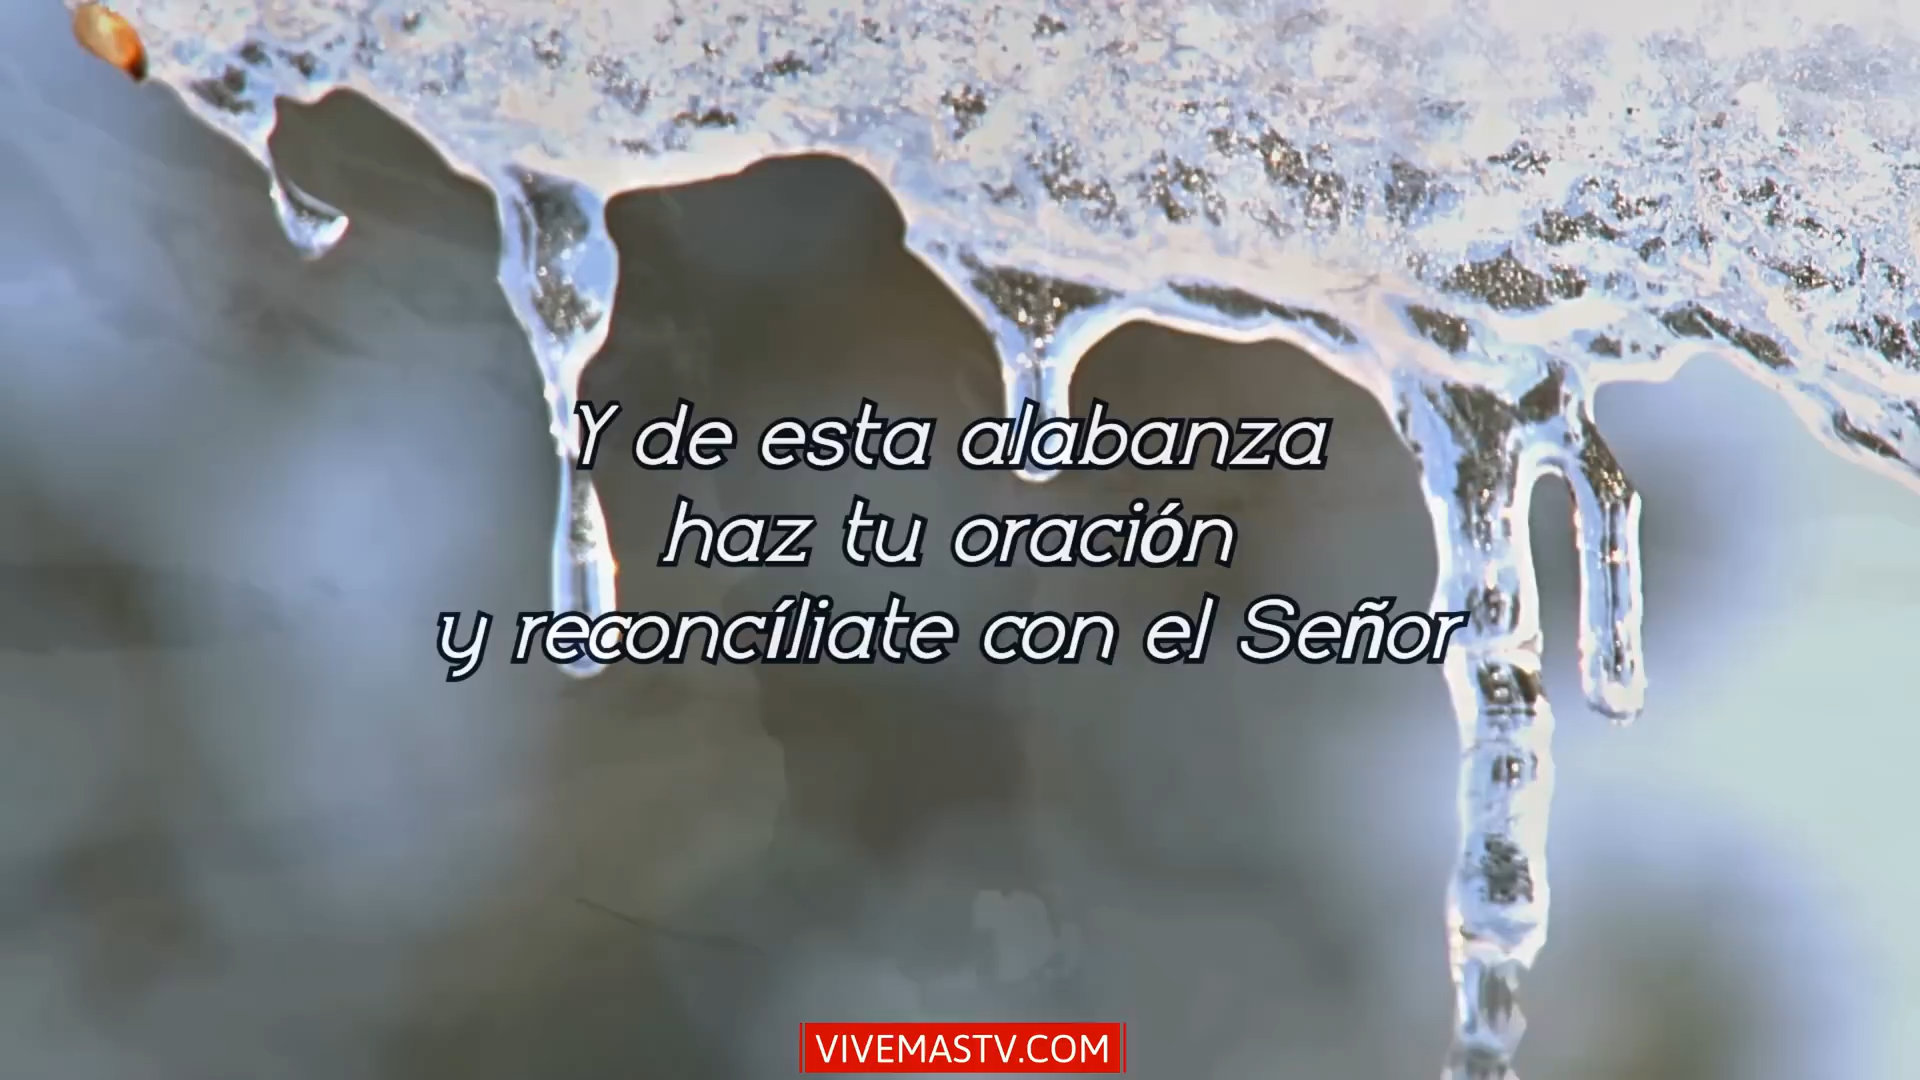 Y de esta alabanza
haz tu oración
y reconcíliate con el Señor
VIVEMASTV.COM